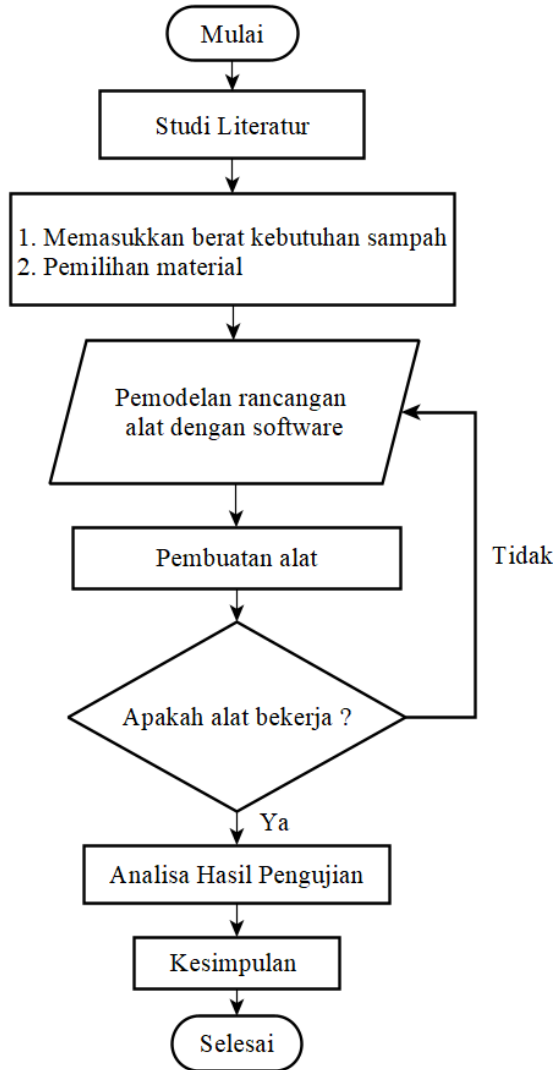 Mulai
Studi Literatur
1. Memasukkan berat kebutuhan sampah
2. Pemilihan material
Pemodelan rancangan
alat dengan software
Pembuatan alat
Tidak
Apakah alat bekerja ?
Ya
Analisa Hasil Pengujian
Kesimpulan
Selesai